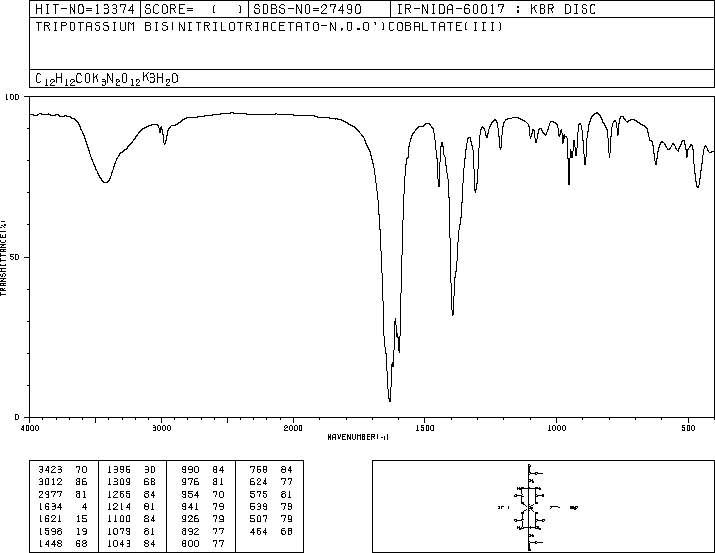 HIT-NO=13374 SCORE= ( ) SDBS-NO=27490 IR-NIDA-60017 : KBR DISC
TRIPOTASSIUM BIS(NITRILOTRIACETATO-N,O,O')COBALTATE(III)
C12H12COK3N2O12K3H2O
100
50
0
TRANSMITTANCE(%)
4000 3000 2000 1500 1000 500
WAVENUMBER(-1)
3423 70 1396 30 990 84 768 84
3012 86 1309 68 976 81 624 77
2977 81 1265 84 954 70 575 81
1634 4 1214 81 941 79 539 79
1621 15 1100 84 926 79 507 79
1598 19 1079 81 892 77 464 68
1448 68 1043 84 800 77